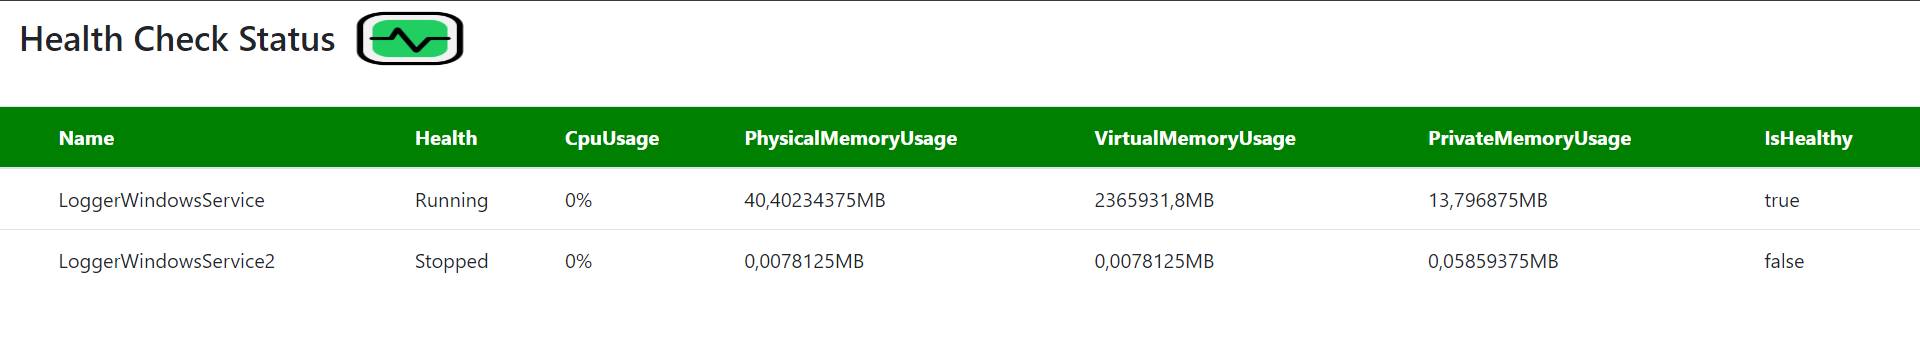 Health Check Status
Name Health CpuUsage PhysicalMemoryUsage VirtualMemoryUsage PrivateMemoryUsage IsHealthy
LoggerWindowsService Running 0% 40,40234375MB 2365931,8MB 13,796875MB true
LoggerWindowsService2 Stopped 0% 0,0078125MB 0,0078125MB 0,05859375MB false